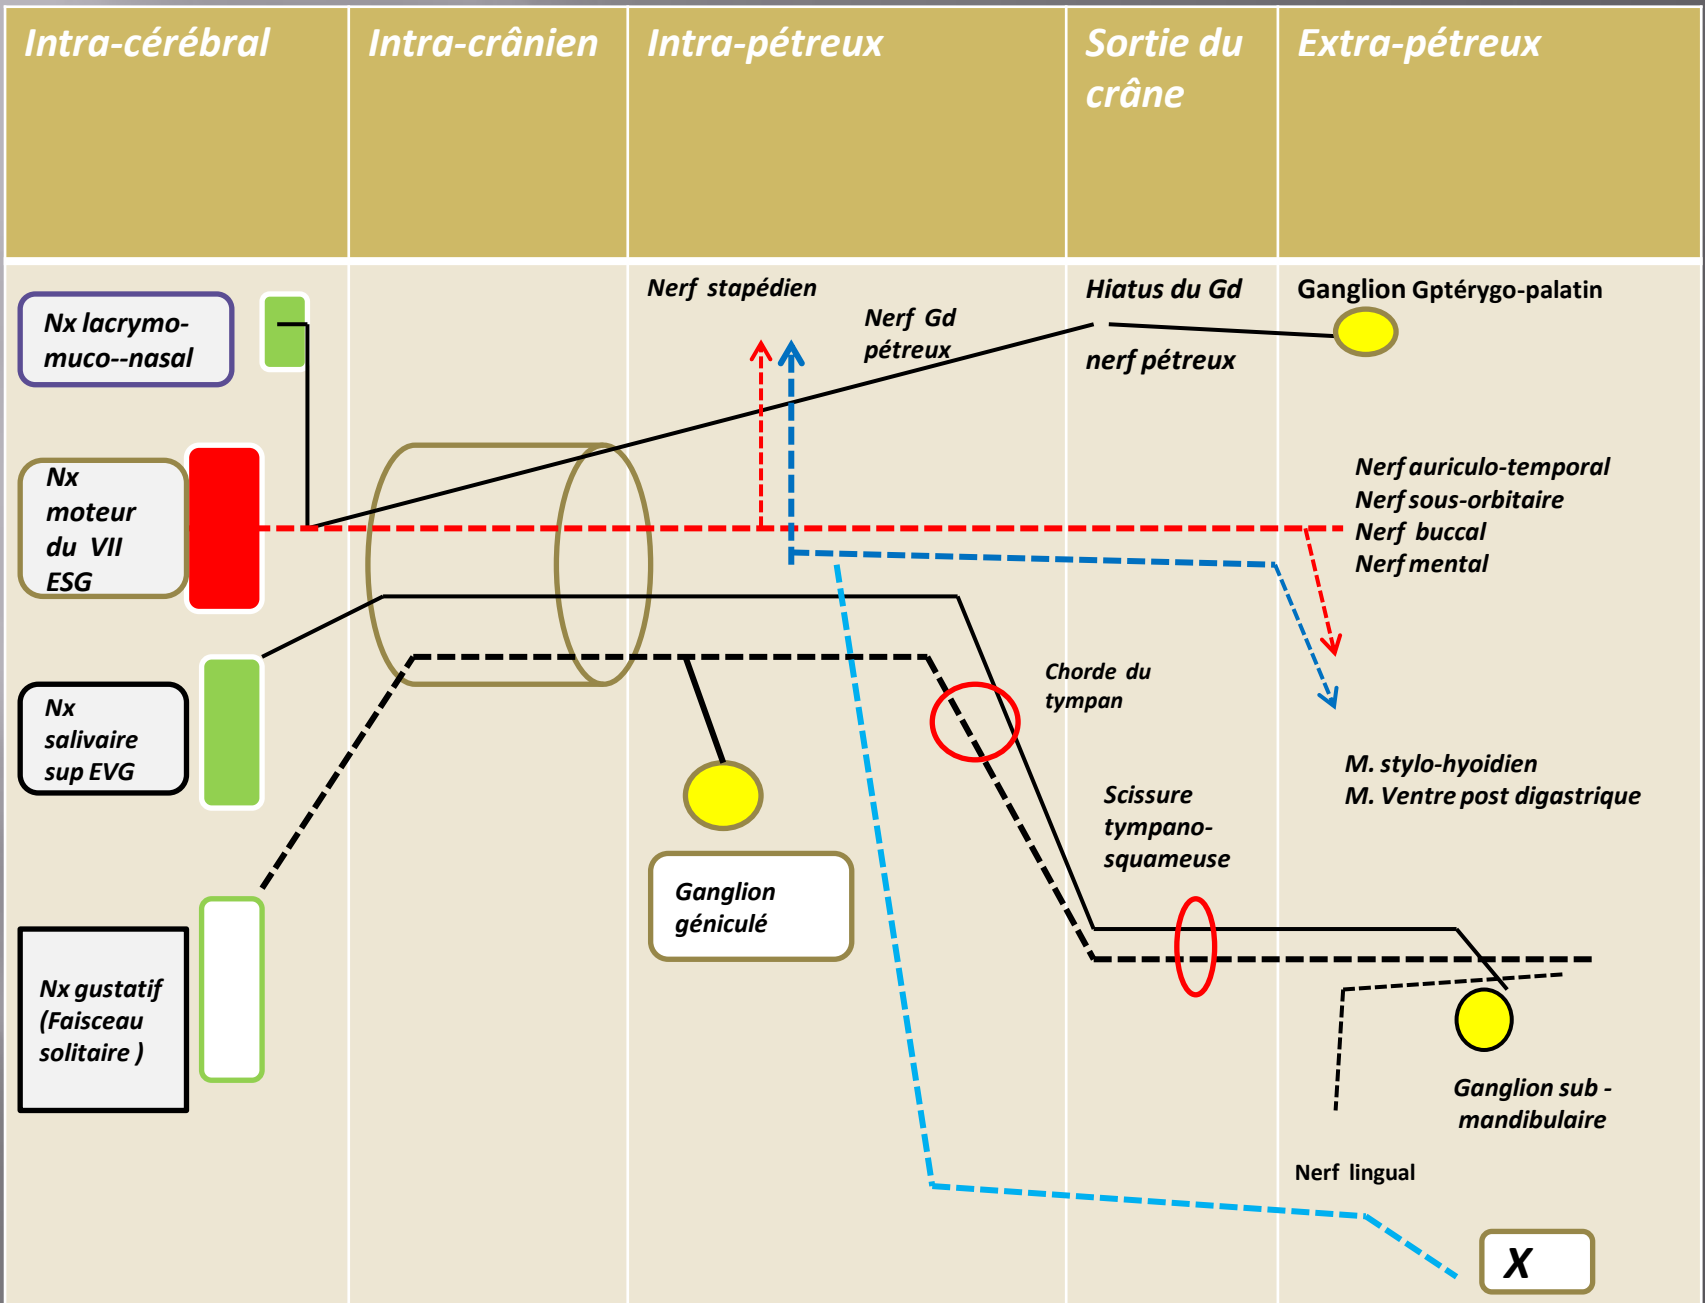 Intra-cérébral
Intra-crânien
Intra-pétreux
Sortie du
crâne
Extra-pétreux
Nx lacrymo-
muco--nasal
Nerf stapédien
Nerf Gd
pétreux
Hiatus du Gd
nerf pétreux
Ganglion Gptérygo-palatin
Nx
moteur
du VII
ESG
Nerf auriculo-temporal
Nerf sous-orbitaire
Nerf buccal
Nerf mental
Nx
salivaire
sup EVG
Chorde du
tympan
M. stylo-hyoidien
M. Ventre post digastrique
Scissure
tympano-
squameuse
Ganglion
géniculé
Nx gustatif
(Faisceau
solitaire )
Ganglion sub -
mandibulaire
Nerf lingual
X